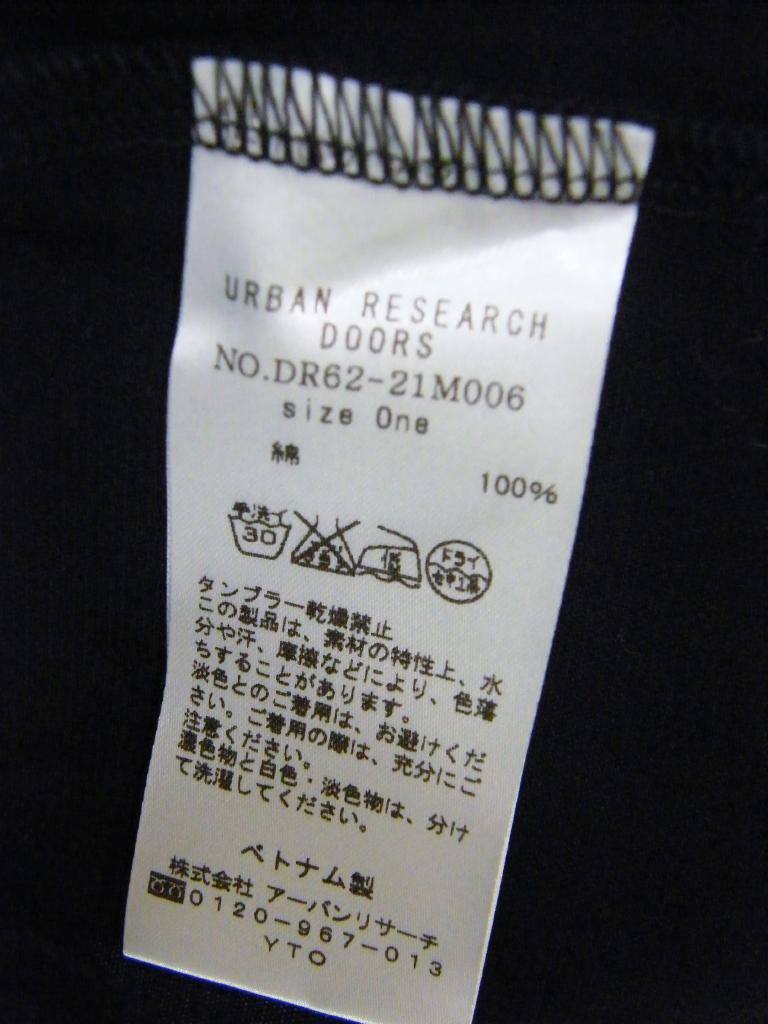 URBAN RESEARCH
DOORS
NO.DR62-21M006
size One
綿 100%
手洗イ 30 低 ドライ セキユ系
タンブラー乾燥禁止
この製品は、素材の特性上、水
分や汗、摩擦などにより、色落
ちすることがあります。
淡色とのご着用は、お避けくだ
さい。ご着用の際は、充分にご
注意ください。
濃色物と白色・淡色物は、分け
て洗濯してください。
ベトナム製
株式会社 アーバンリサーチ
0120-967-013
YTO